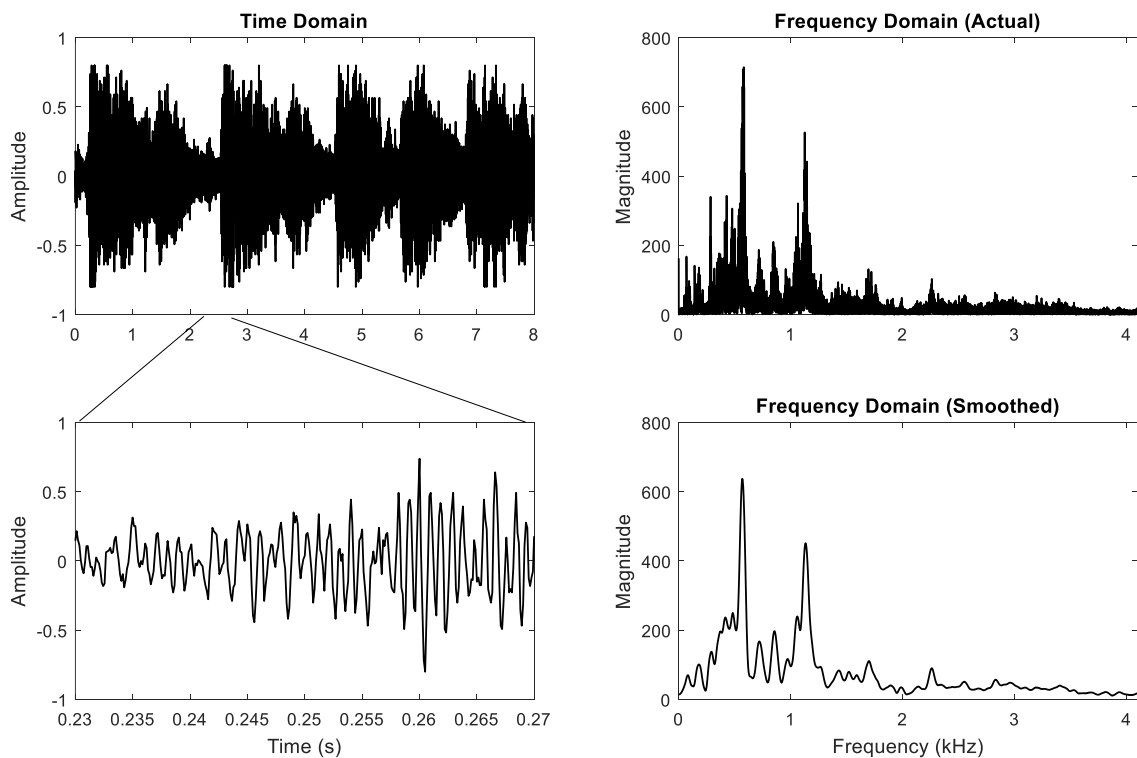 Time Domain
Amplitude
1
0.5
0
-0.5
-1
0 1 2 3 4 5 6 7 8
Frequency Domain (Actual)
Magnitude
800
600
400
200
0
0 1 2 3 4
Amplitude
1
0.5
0
-0.5
-1
0.23 0.235 0.24 0.245 0.25 0.255 0.26 0.265 0.27
Time (s)
Frequency Domain (Smoothed)
Magnitude
800
600
400
200
0
0 1 2 3 4
Frequency (kHz)